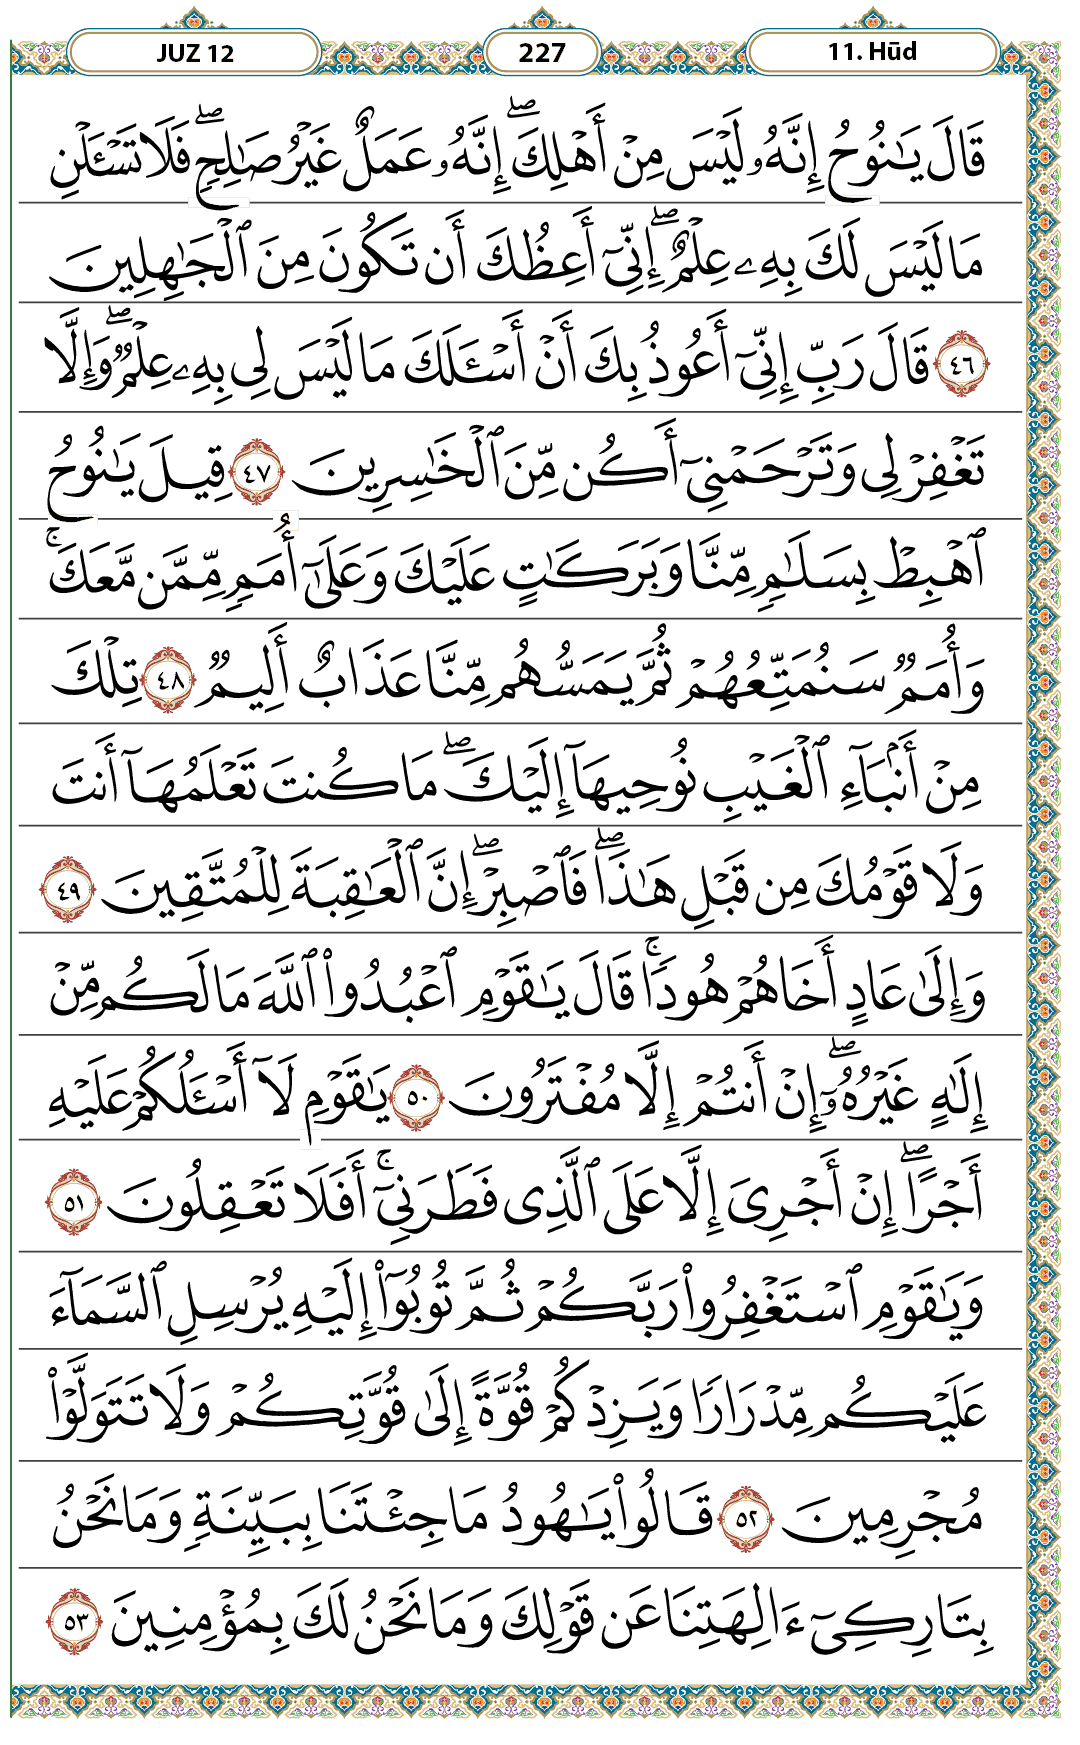 JUZ 12 227 11. Hūd
قَالَ يَـٰنُوحُ إِنَّهُۥ لَيْسَ مِنْ أَهْلِكَ ۖ إِنَّهُۥ عَمَلٌ غَيْرُ صَـٰلِحٍ ۖ فَلَا تَسْـَٔلْنِ
مَا لَيْسَ لَكَ بِهِۦ عِلْمٌ ۖ إِنِّىٓ أَعِظُكَ أَن تَكُونَ مِنَ ٱلْجَـٰهِلِينَ
٤٦ قَالَ رَبِّ إِنِّىٓ أَعُوذُ بِكَ أَنْ أَسْـَٔلَكَ مَا لَيْسَ لِى بِهِۦ عِلْمٌ ۖ وَإِلَّا
تَغْفِرْ لِى وَتَرْحَمْنِىٓ أَكُن مِّنَ ٱلْخَـٰسِرِينَ ٤٧ قِيلَ يَـٰنُوحُ
ٱهْبِطْ بِسَلَـٰمٍ مِّنَّا وَبَرَكَـٰتٍ عَلَيْكَ وَعَلَىٰٓ أُمَمٍ مِّمَّن مَّعَكَ ۚ
وَأُمَمٌ سَنُمَتِّعُهُمْ ثُمَّ يَمَسُّهُم مِّنَّا عَذَابٌ أَلِيمٌ ٤٨ تِلْكَ
مِنْ أَنۢبَآءِ ٱلْغَيْبِ نُوحِيهَآ إِلَيْكَ ۖ مَا كُنتَ تَعْلَمُهَآ أَنتَ
وَلَا قَوْمُكَ مِن قَبْلِ هَـٰذَا ۖ فَٱصْبِرْ ۖ إِنَّ ٱلْعَـٰقِبَةَ لِلْمُتَّقِينَ ٤٩
وَإِلَىٰ عَادٍ أَخَاهُمْ هُودًا ۚ قَالَ يَـٰقَوْمِ ٱعْبُدُوا۟ ٱللَّهَ مَا لَكُم مِّنْ
إِلَـٰهٍ غَيْرُهُۥٓ ۖ إِنْ أَنتُمْ إِلَّا مُفْتَرُونَ ٥٠ يَـٰقَوْمِ لَآ أَسْـَٔلُكُمْ عَلَيْهِ
أَجْرًا ۖ إِنْ أَجْرِىَ إِلَّا عَلَى ٱلَّذِى فَطَرَنِىٓ ۚ أَفَلَا تَعْقِلُونَ ٥١
وَيَـٰقَوْمِ ٱسْتَغْفِرُوا۟ رَبَّكُمْ ثُمَّ تُوبُوٓا۟ إِلَيْهِ يُرْسِلِ ٱلسَّمَآءَ
عَلَيْكُم مِّدْرَارًا وَيَزِدْكُمْ قُوَّةً إِلَىٰ قُوَّتِكُمْ وَلَا تَتَوَلَّوْا۟
مُجْرِمِينَ ٥٢ قَالُوا۟ يَـٰهُودُ مَا جِئْتَنَا بِبَيِّنَةٍ وَمَا نَحْنُ
بِتَارِكِىٓ ءَالِهَتِنَا عَن قَوْلِكَ وَمَا نَحْنُ لَكَ بِمُؤْمِنِينَ ٥٣